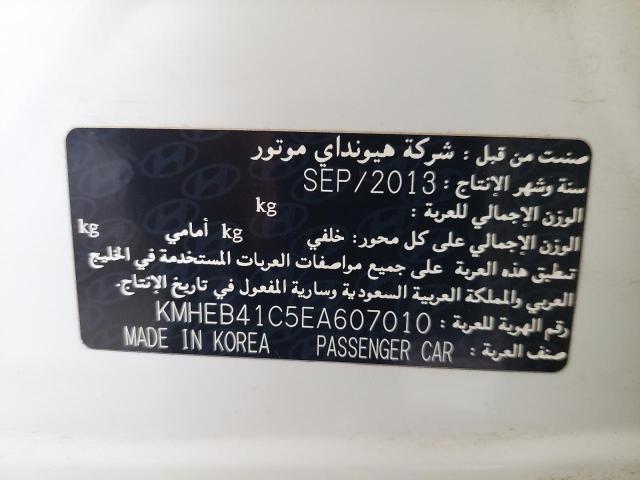 صنعت من قبل : شركة هيونداي موتور
سنة وشهر الإنتاج : SEP/2013
الوزن الإجمالي للعربة : kg
الوزن الإجمالي على كل محور: خلفي kg أمامي kg
تنطبق هذه العربة على جميع مواصفات العربات المستخدمة في الخليج
العربي والمملكة العربية السعودية وسارية المفعول في تاريخ الإنتاج.
رقم الهوية للعربة : KMHEB41C5EA607010
صنف العربة : PASSENGER CAR MADE IN KOREA